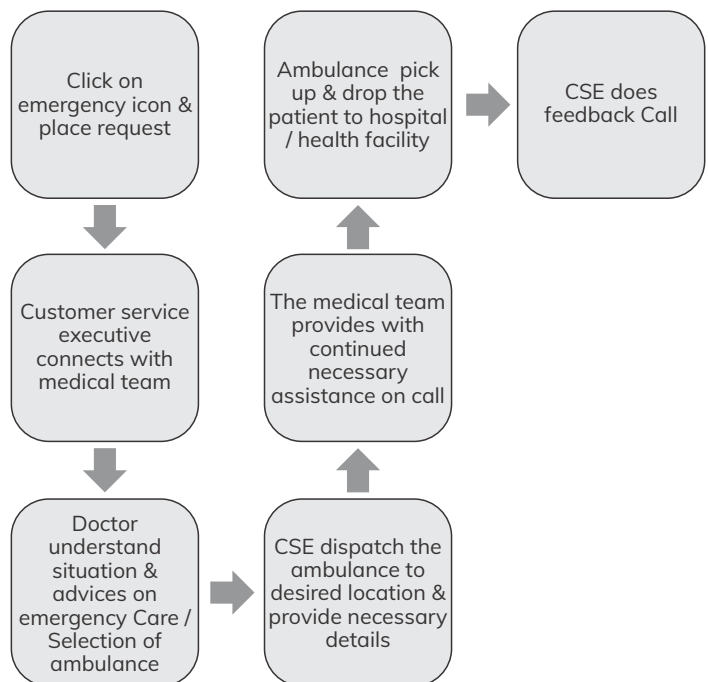 Click on
emergency icon &
place request
Customer service
executive
connects with
medical team
Doctor
understand
situation &
advices on
emergency Care /
Selection of
ambulance
CSE dispatch the
ambulance to
desired location &
provide necessary
details
The medical team
provides with
continued
necessary
assistance on call
Ambulance pick
up & drop the
patient to hospital
/ health facility
CSE does
feedback Call